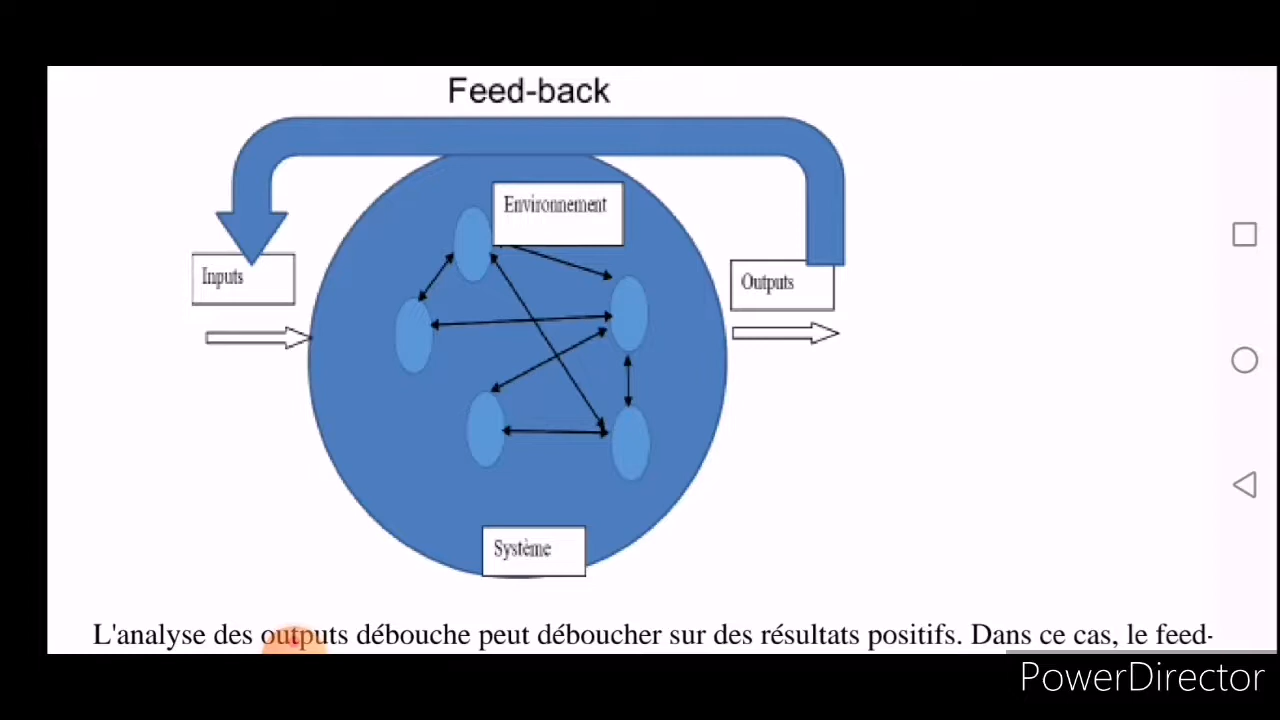 Feed-back
Environnement
Inputs
Outputs
Système
L'analyse des outputs débouche peut déboucher sur des résultats positifs. Dans ce cas, le feed-
PowerDirector